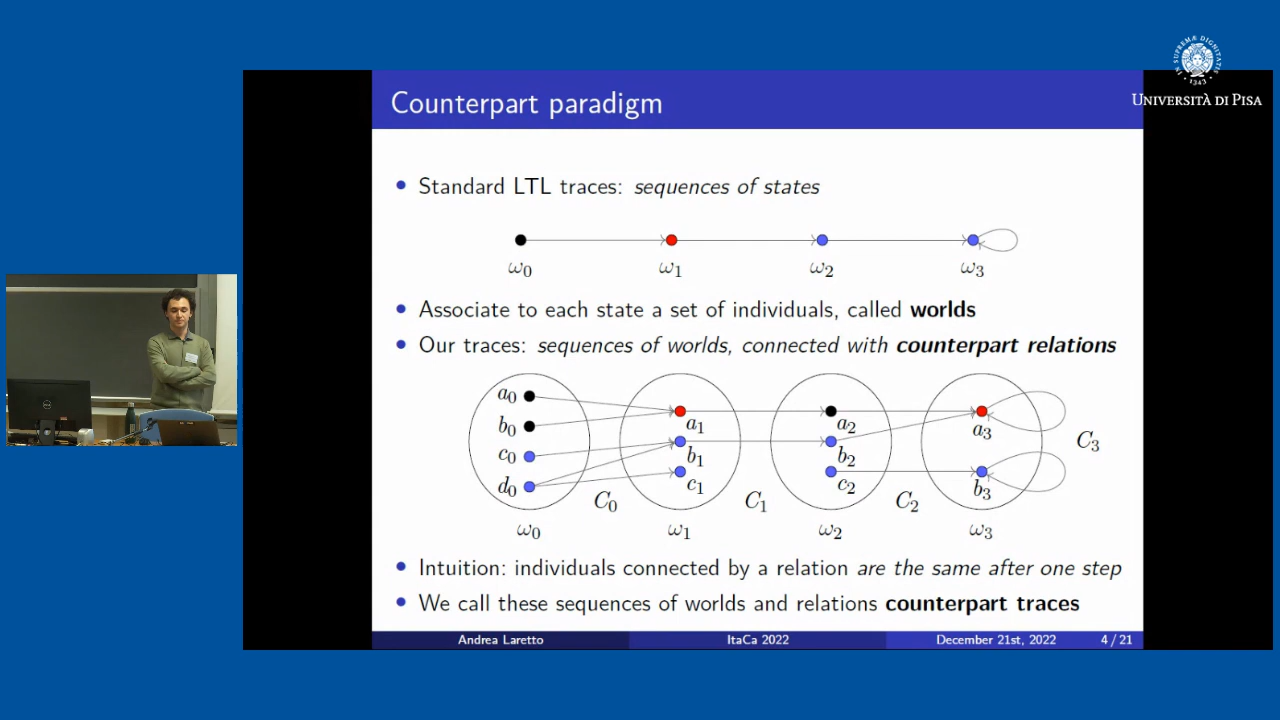 IN SUPREMÆ DIGNITATIS
1343
UNIVERSITÀ DI PISA
Counterpart paradigm
• Standard LTL traces: sequences of states
ω0 ω1 ω2 ω3
• Associate to each state a set of individuals, called worlds
• Our traces: sequences of worlds, connected with counterpart relations
a0
b0
c0
d0
C0
ω0
a1
b1
c1
C1
ω1
a2
b2
c2
C2
ω2
a3
b3
C3
ω3
• Intuition: individuals connected by a relation are the same after one step
• We call these sequences of worlds and relations counterpart traces
Andrea Laretto ItaCa 2022 December 21st, 2022 4 / 21